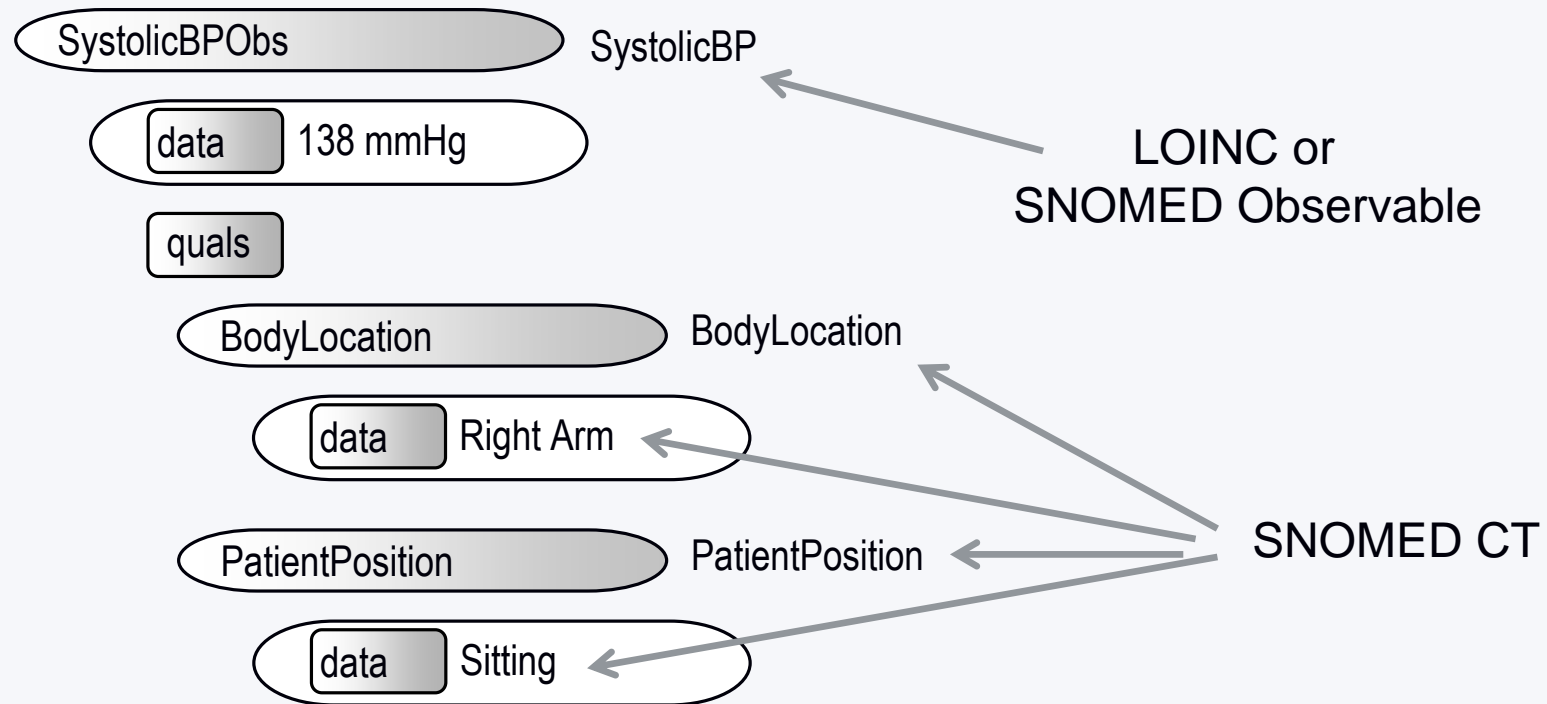 SystolicBPObs SystolicBP
data 138 mmHg
LOINC or
SNOMED Observable
quals
BodyLocation BodyLocation
data Right Arm
SNOMED CT
PatientPosition PatientPosition
data Sitting